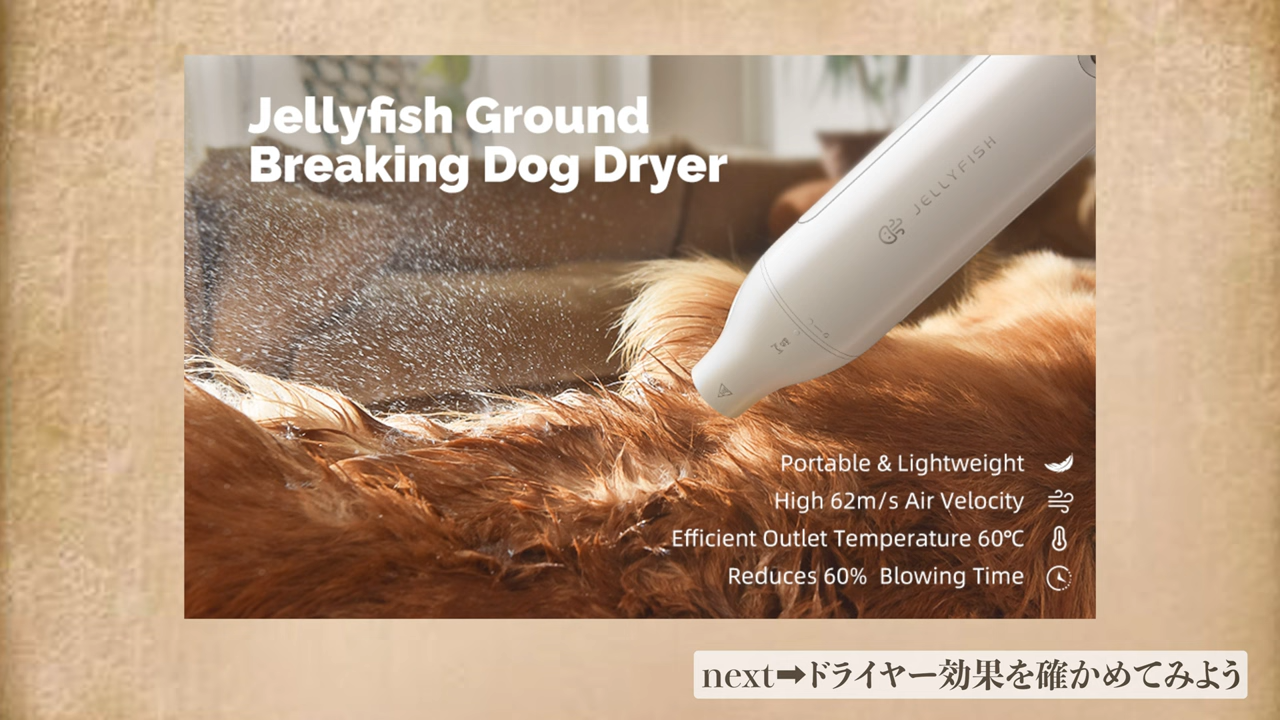 Jellyfish Ground
Breaking Dog Dryer
JELLYFISH
Portable & Lightweight
High 62m/s Air Velocity
Efficient Outlet Temperature 60℃
Reduces 60% Blowing Time
next➡ドライヤー効果を確かめてみよう